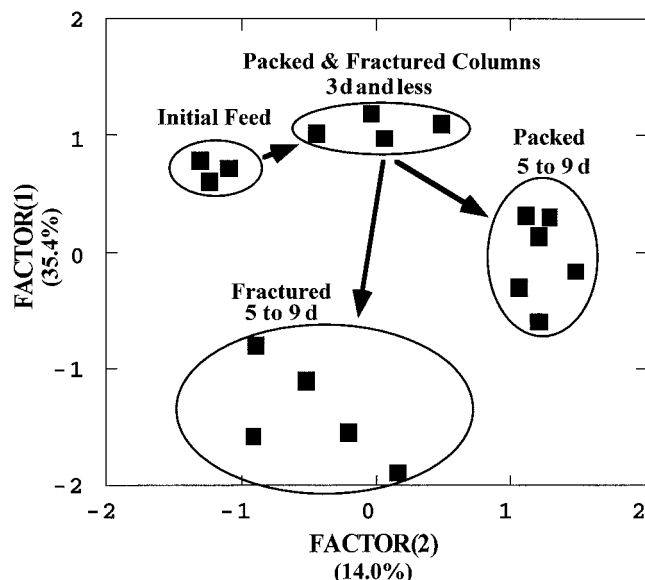 2
Packed & Fractured Columns
3d and less
Initial Feed
1
Packed
5 to 9 d
0
FACTOR(1)
(35.4%)
Fractured
5 to 9 d
-1
-2
-2
-1
0
1
2
FACTOR(2)
(14.0%)